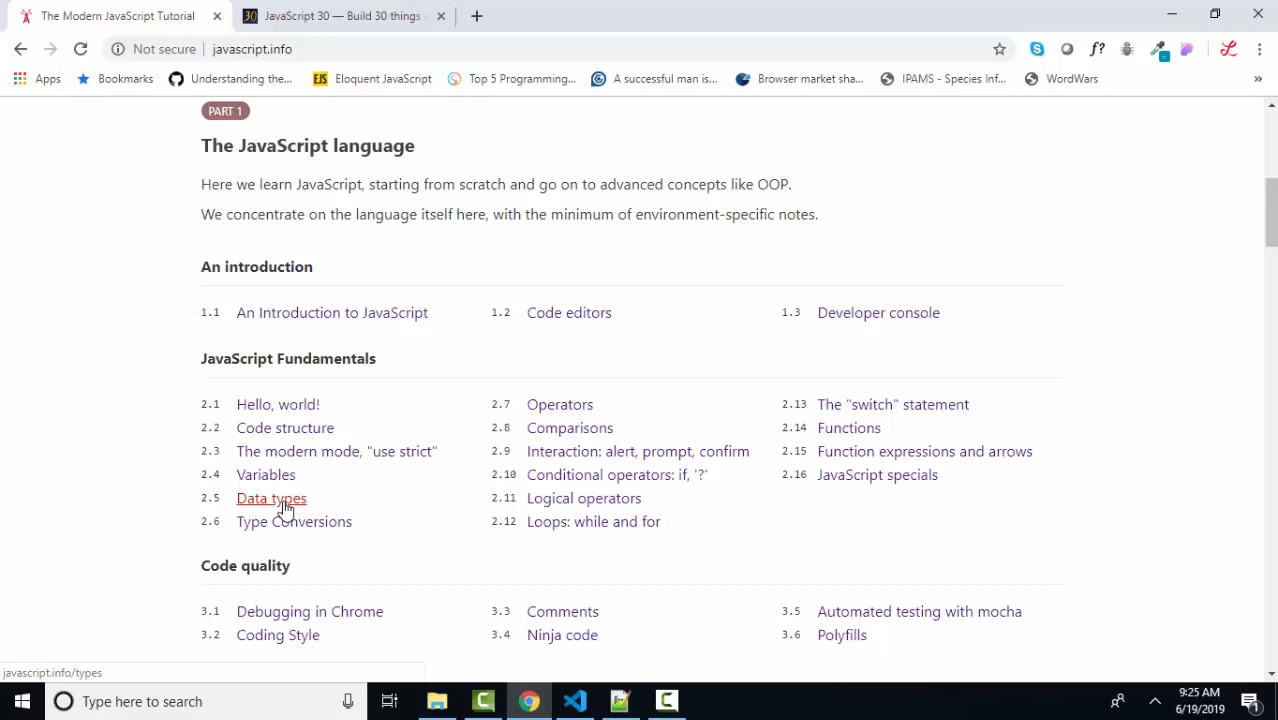 The Modern JavaScript Tutorial
30 JavaScript 30 — Build 30 things
Not secure javascript.info f?
Apps Bookmarks Understanding the... EJS Eloquent JavaScript Top 5 Programming... A successful man is... Browser market sha... IPAMS - Species Inf... WordWars »
PART 1
The JavaScript language
Here we learn JavaScript, starting from scratch and go on to advanced concepts like OOP.
We concentrate on the language itself here, with the minimum of environment-specific notes.
An introduction
1.1 An Introduction to JavaScript
1.2 Code editors
1.3 Developer console
JavaScript Fundamentals
2.1 Hello, world!
2.2 Code structure
2.3 The modern mode, "use strict"
2.4 Variables
2.5 Data types
2.6 Type Conversions
2.7 Operators
2.8 Comparisons
2.9 Interaction: alert, prompt, confirm
2.10 Conditional operators: if, '?'
2.11 Logical operators
2.12 Loops: while and for
2.13 The "switch" statement
2.14 Functions
2.15 Function expressions and arrows
2.16 JavaScript specials
Code quality
3.1 Debugging in Chrome
3.2 Coding Style
3.3 Comments
3.4 Ninja code
3.5 Automated testing with mocha
3.6 Polyfills
javascript.info/types
Type here to search
9:25 AM
6/19/2019
1